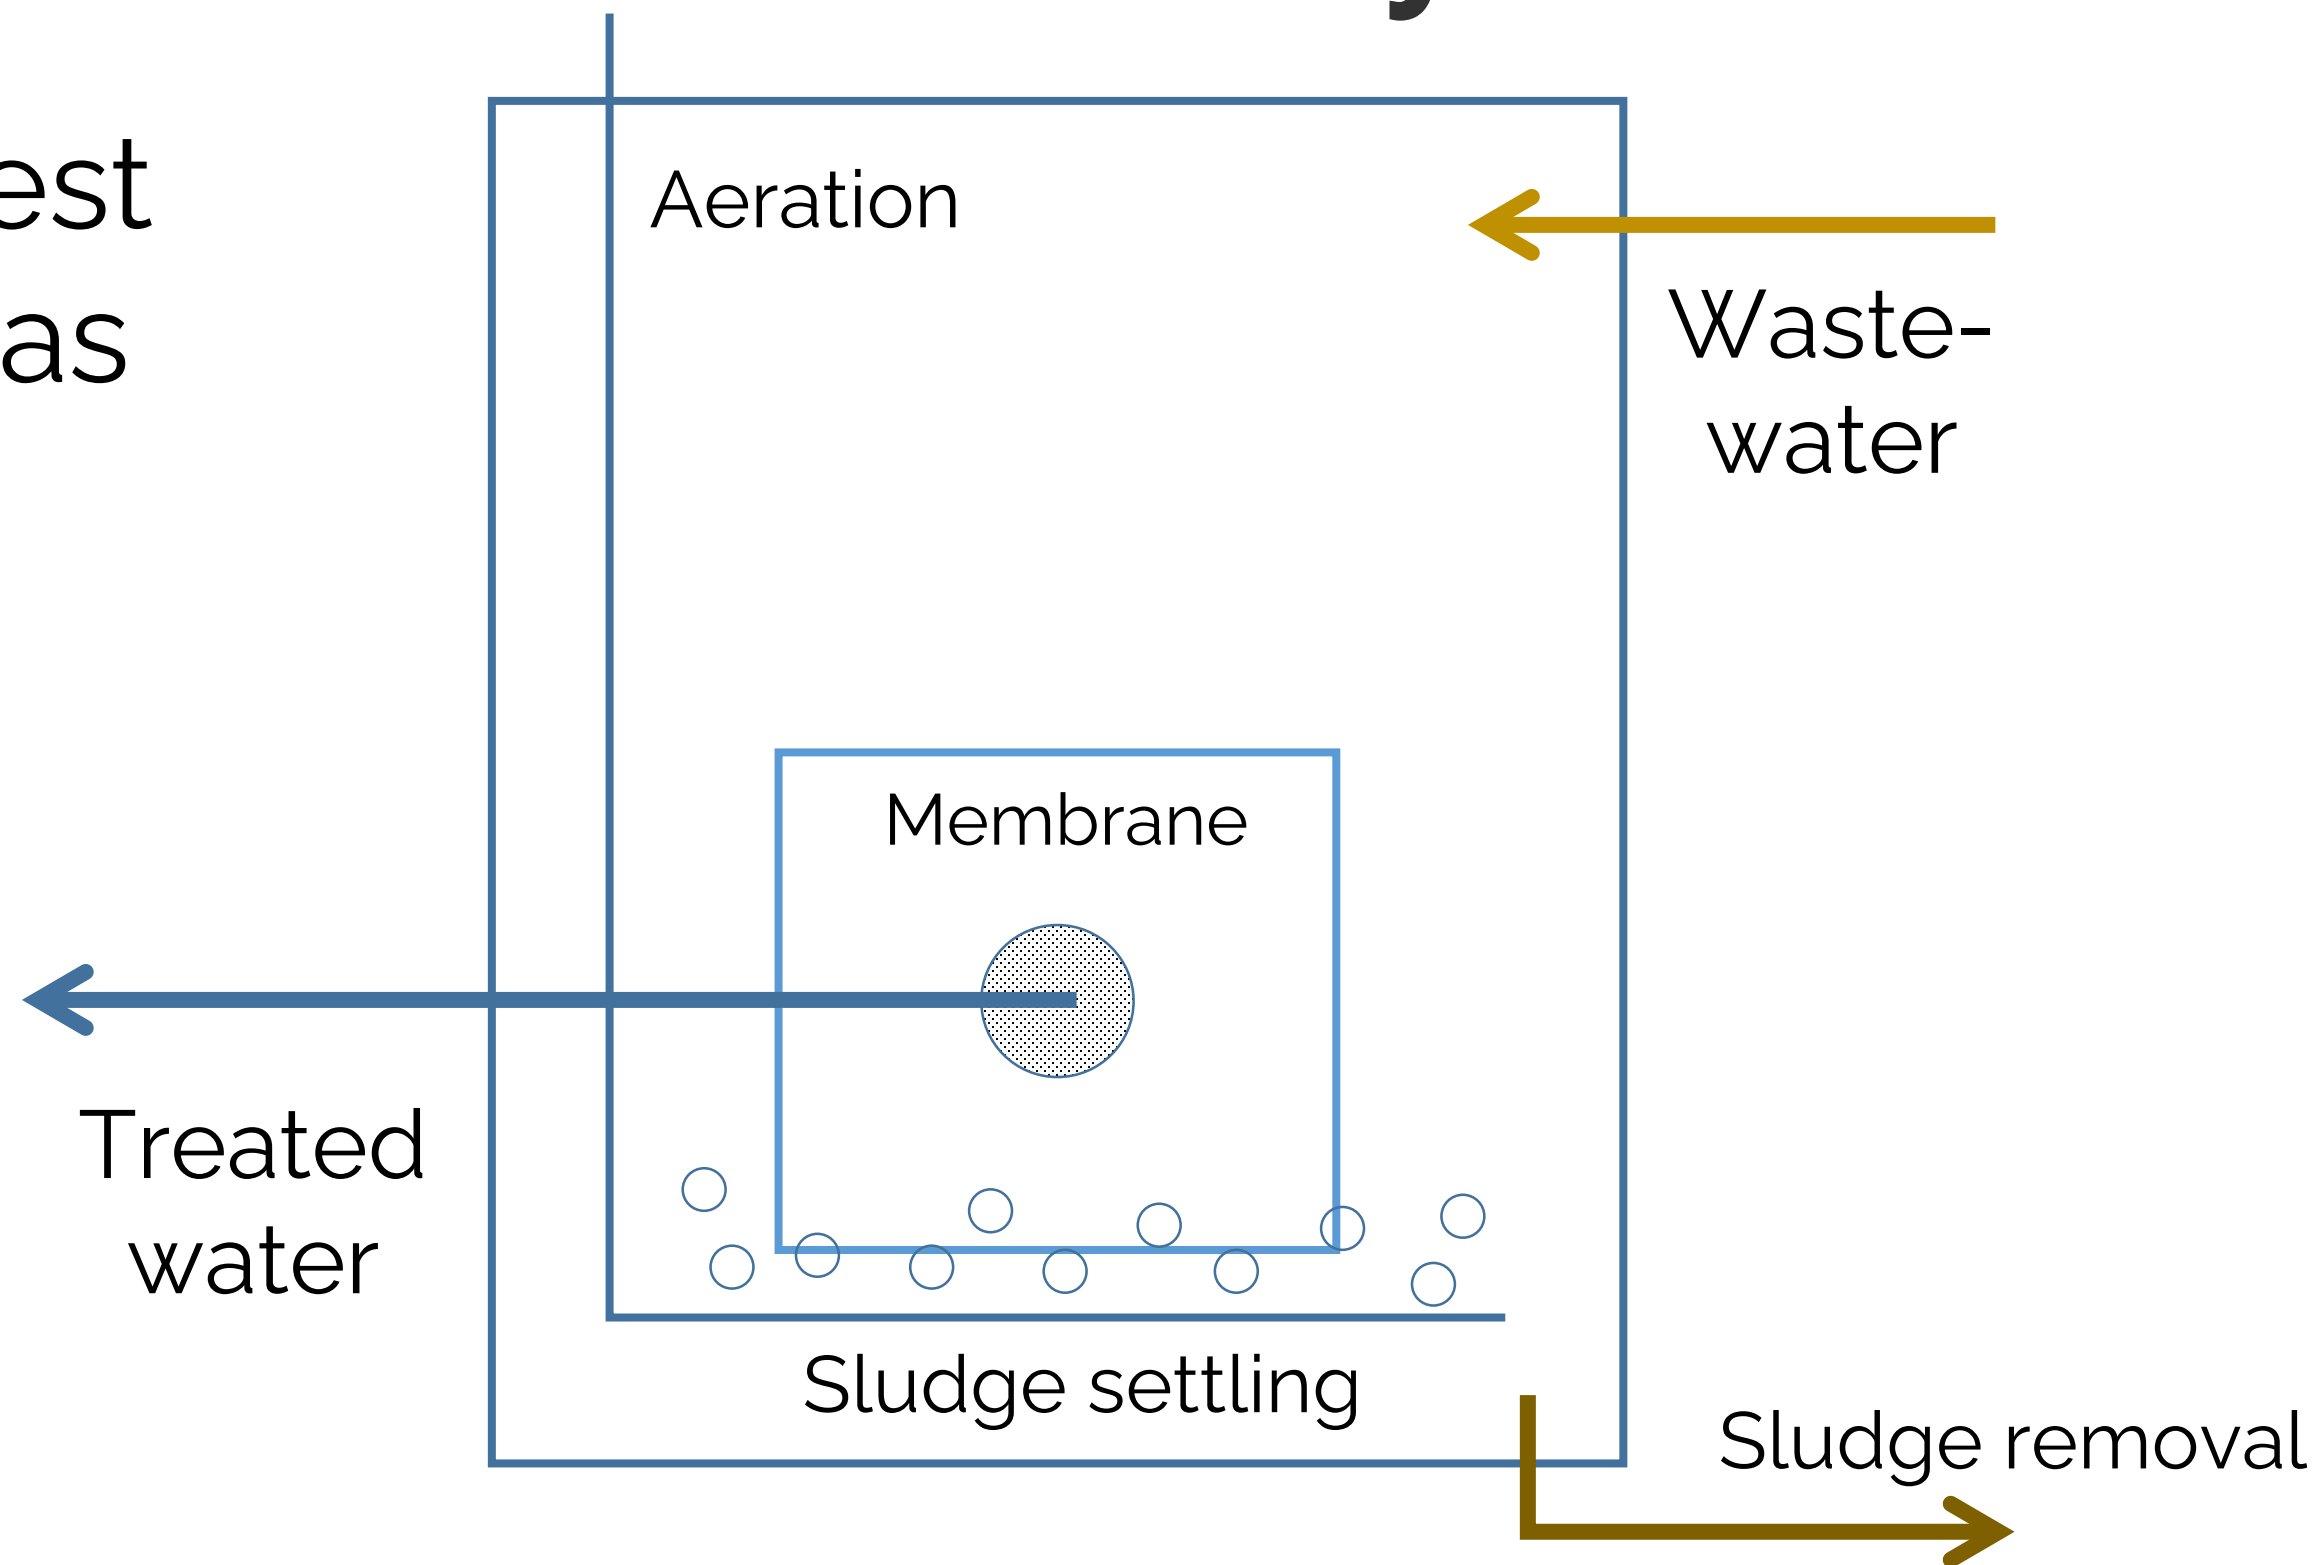 est
as
Aeration
Waste-
water
Membrane
Treated
water
Sludge settling
Sludge removal